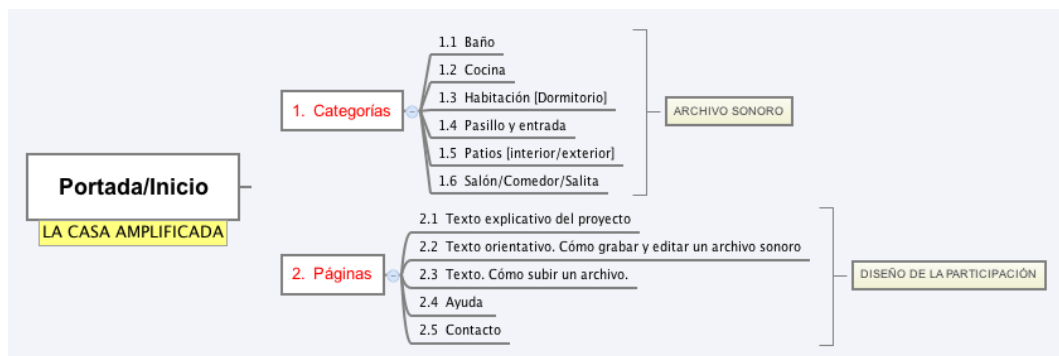 Portada/Inicio
LA CASA AMPLIFICADA
1. Categorías
1.1 Baño
1.2 Cocina
1.3 Habitación [Dormitorio]
1.4 Pasillo y entrada
1.5 Patios [interior/exterior]
1.6 Salón/Comedor/Salita
ARCHIVO SONORO
2. Páginas
2.1 Texto explicativo del proyecto
2.2 Texto orientativo. Cómo grabar y editar un archivo sonoro
2.3 Texto. Cómo subir un archivo.
2.4 Ayuda
2.5 Contacto
DISEÑO DE LA PARTICIPACIÓN